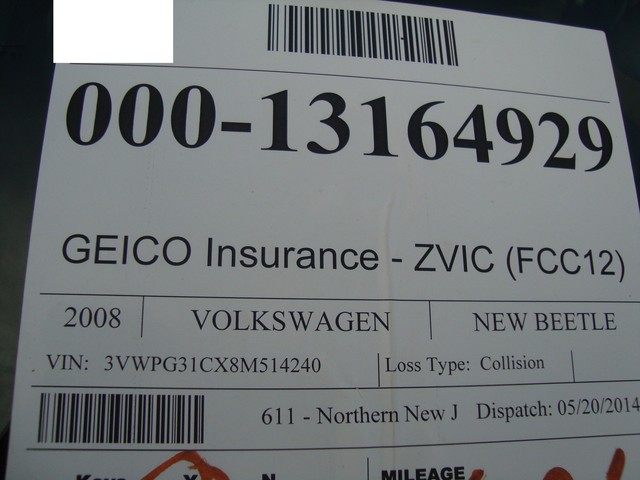 000-13164929
GEICO Insurance - ZVIC (FCC12)
2008 VOLKSWAGEN NEW BEETLE
VIN: 3VWPG31CX8M514240 Loss Type: Collision
611 - Northern New J Dispatch: 05/20/2014
Keys Y N MILEAGE